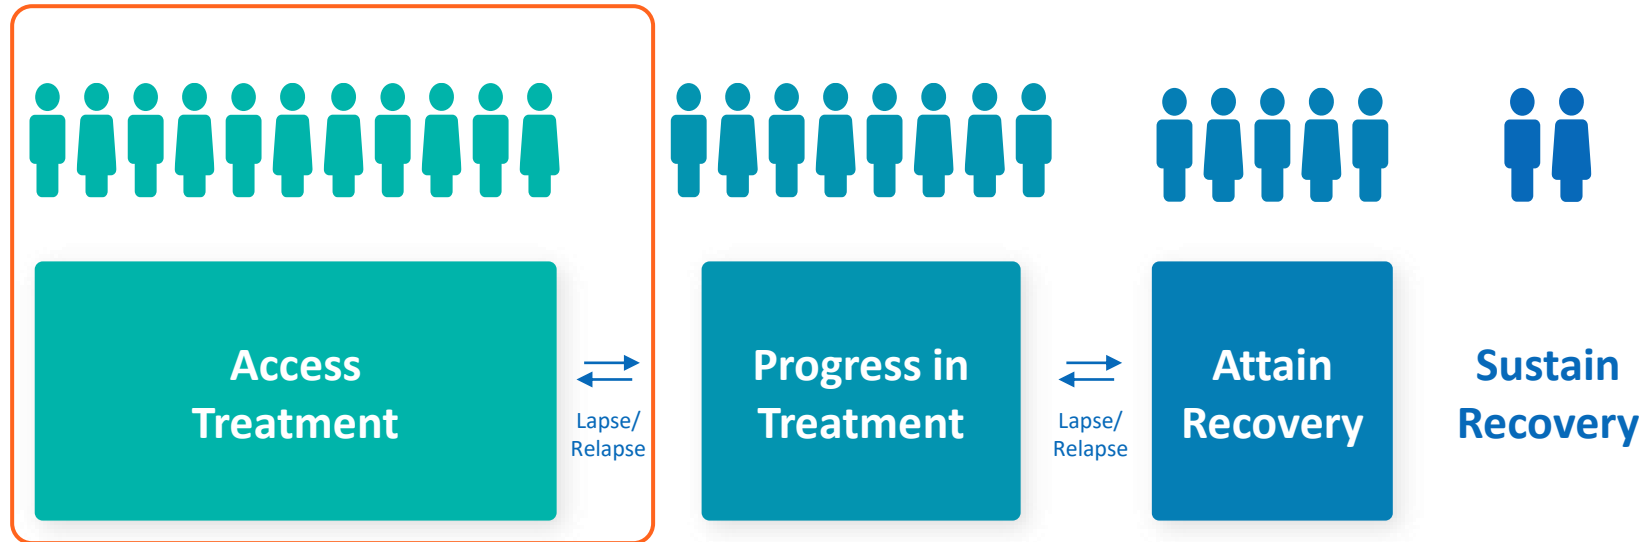 Access
Treatment
Lapse/
Relapse
Progress in
Treatment
Lapse/
Relapse
Attain
Recovery
Sustain
Recovery